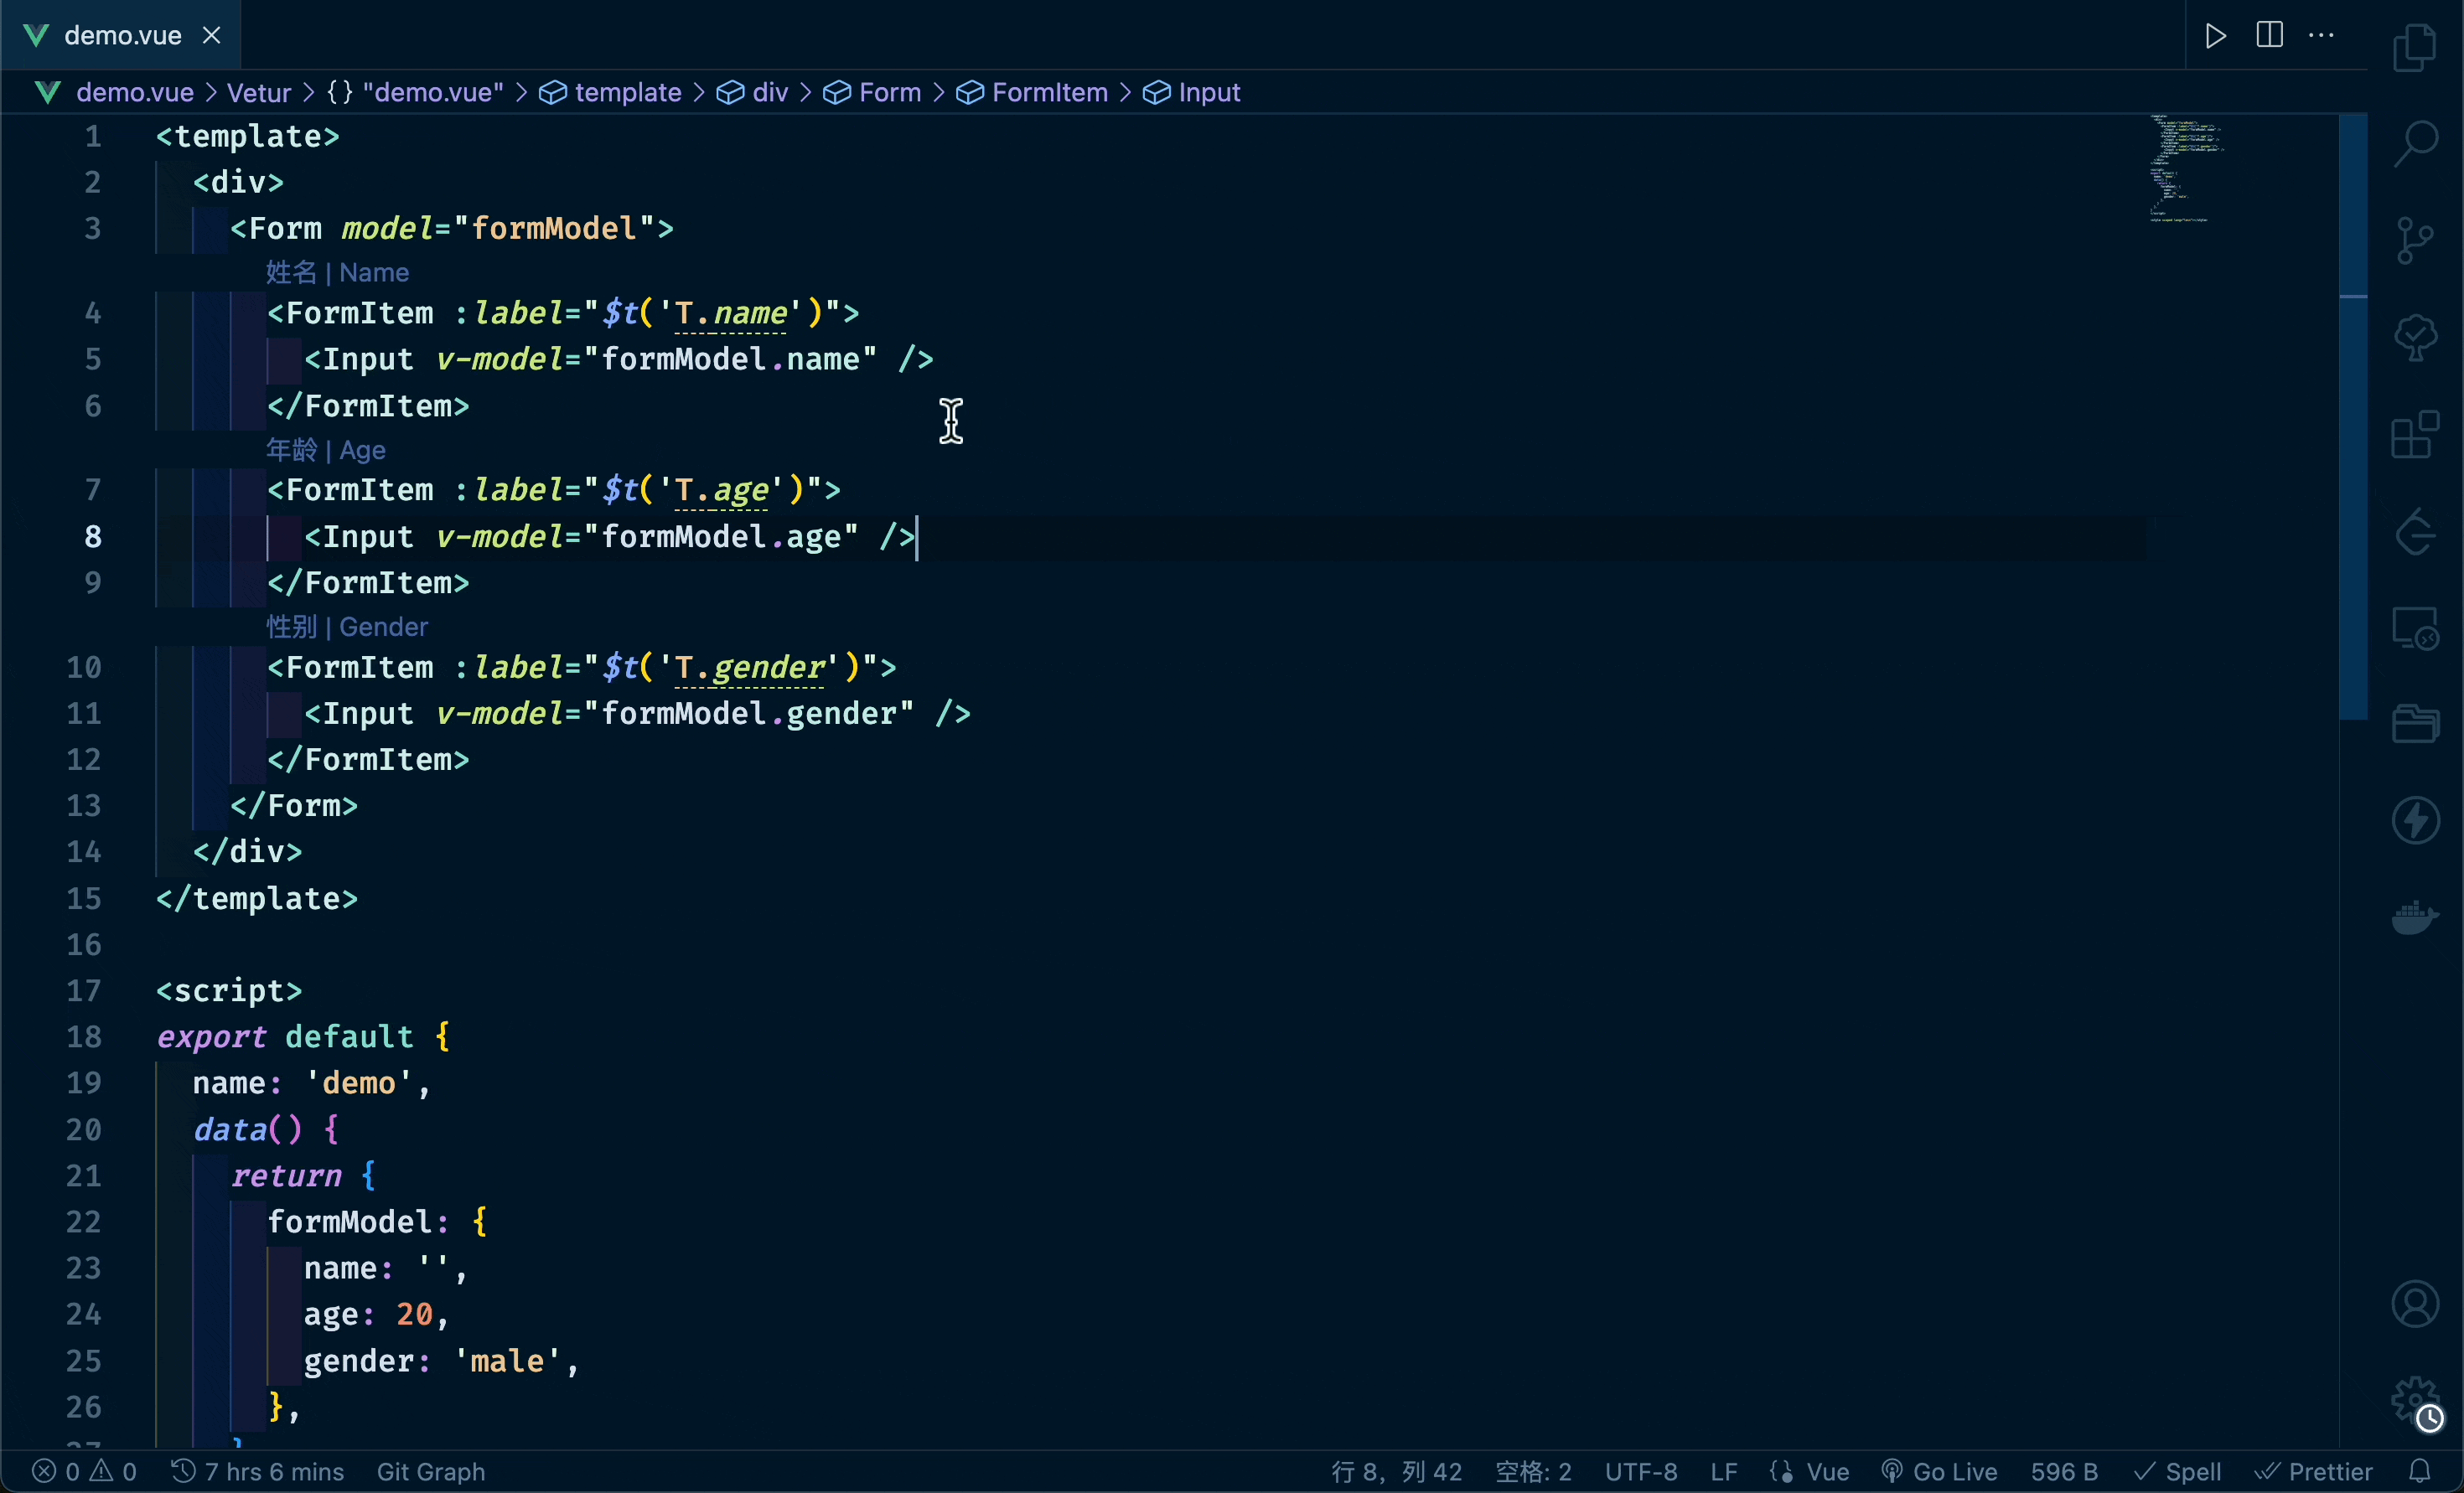 demo.vue
demo.vue > Vetur > {} "demo.vue" > template > div > Form > FormItem > Input
1 <template>
2 <div>
3 <Form model="formModel">
姓名 | Name
4 <FormItem :label="$t('T.name')">
5 <Input v-model="formModel.name" />
6 </FormItem>
年龄 | Age
7 <FormItem :label="$t('T.age')">
8 <Input v-model="formModel.age" />
9 </FormItem>
性别 | Gender
10 <FormItem :label="$t('T.gender')">
11 <Input v-model="formModel.gender" />
12 </FormItem>
13 </Form>
14 </div>
15 </template>
16
17 <script>
18 export default {
19 name: 'demo',
20 data() {
21 return {
22 formModel: {
23 name: '',
24 age: 20,
25 gender: 'male',
26 },
27 }
0 0 7 hrs 6 mins Git Graph 行 8，列 42 空格: 2 UTF-8 LF {} Vue Go Live 596 B Spell Prettier